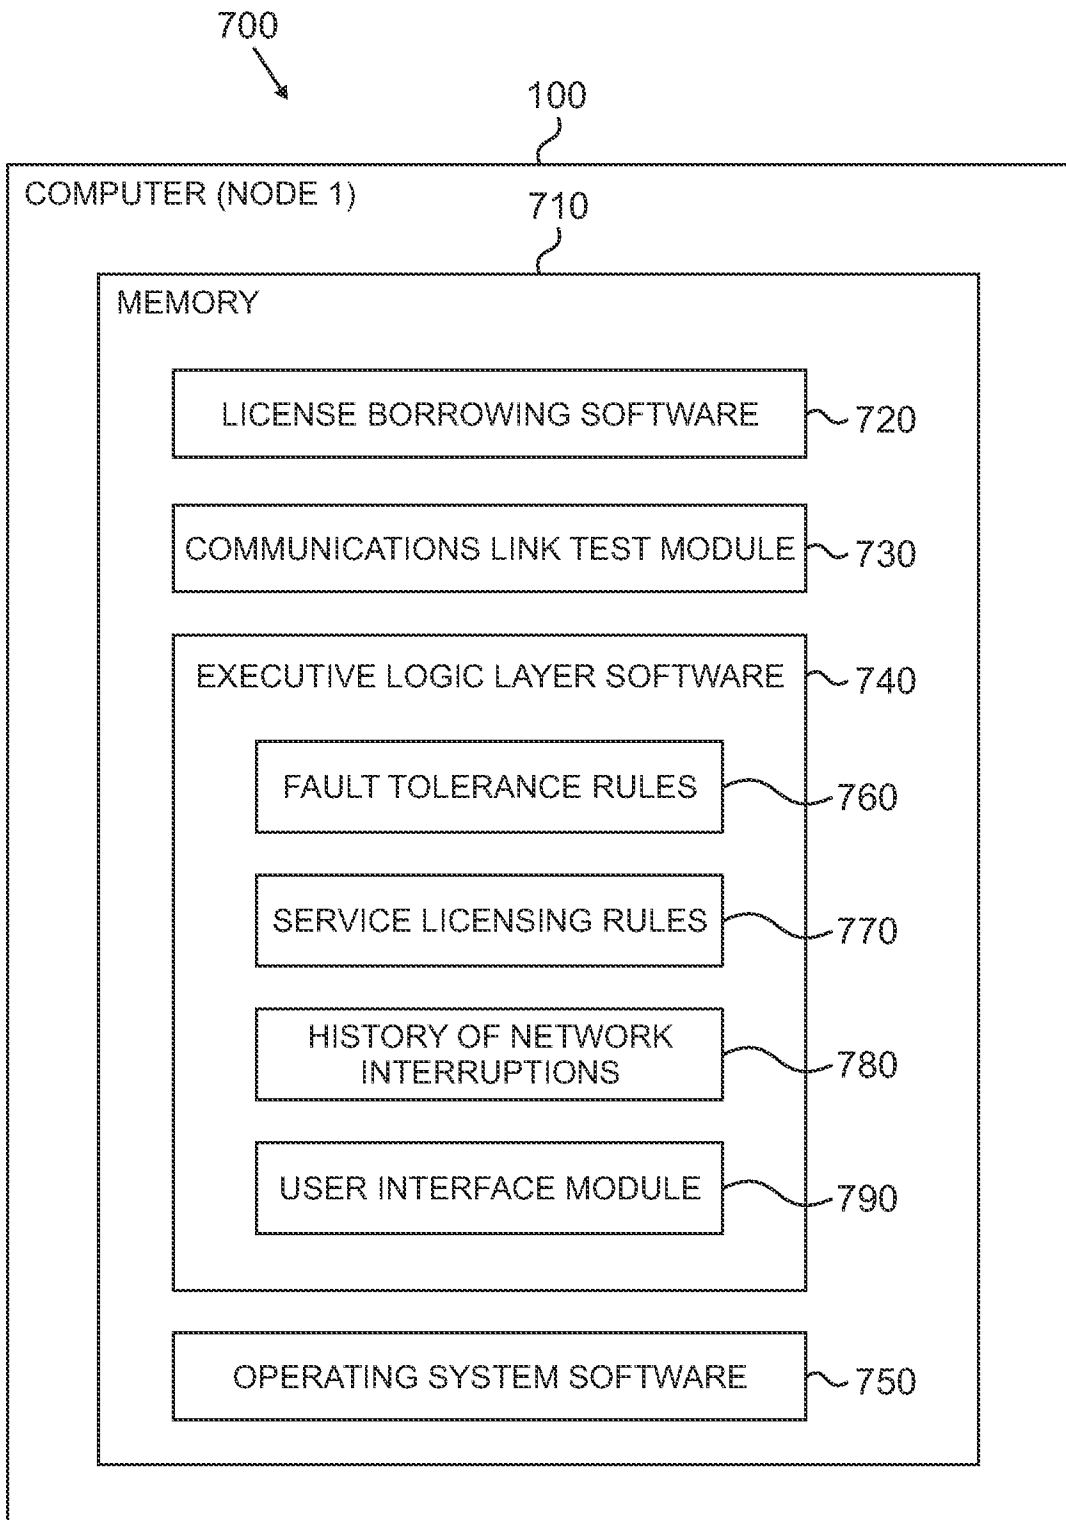 700
100
COMPUTER (NODE 1)
710
MEMORY
LICENSE BORROWING SOFTWARE
720
COMMUNICATIONS LINK TEST MODULE
730
EXECUTIVE LOGIC LAYER SOFTWARE
740
FAULT TOLERANCE RULES
760
SERVICE LICENSING RULES
770
HISTORY OF NETWORK
INTERRUPTIONS
780
USER INTERFACE MODULE
790
OPERATING SYSTEM SOFTWARE
750